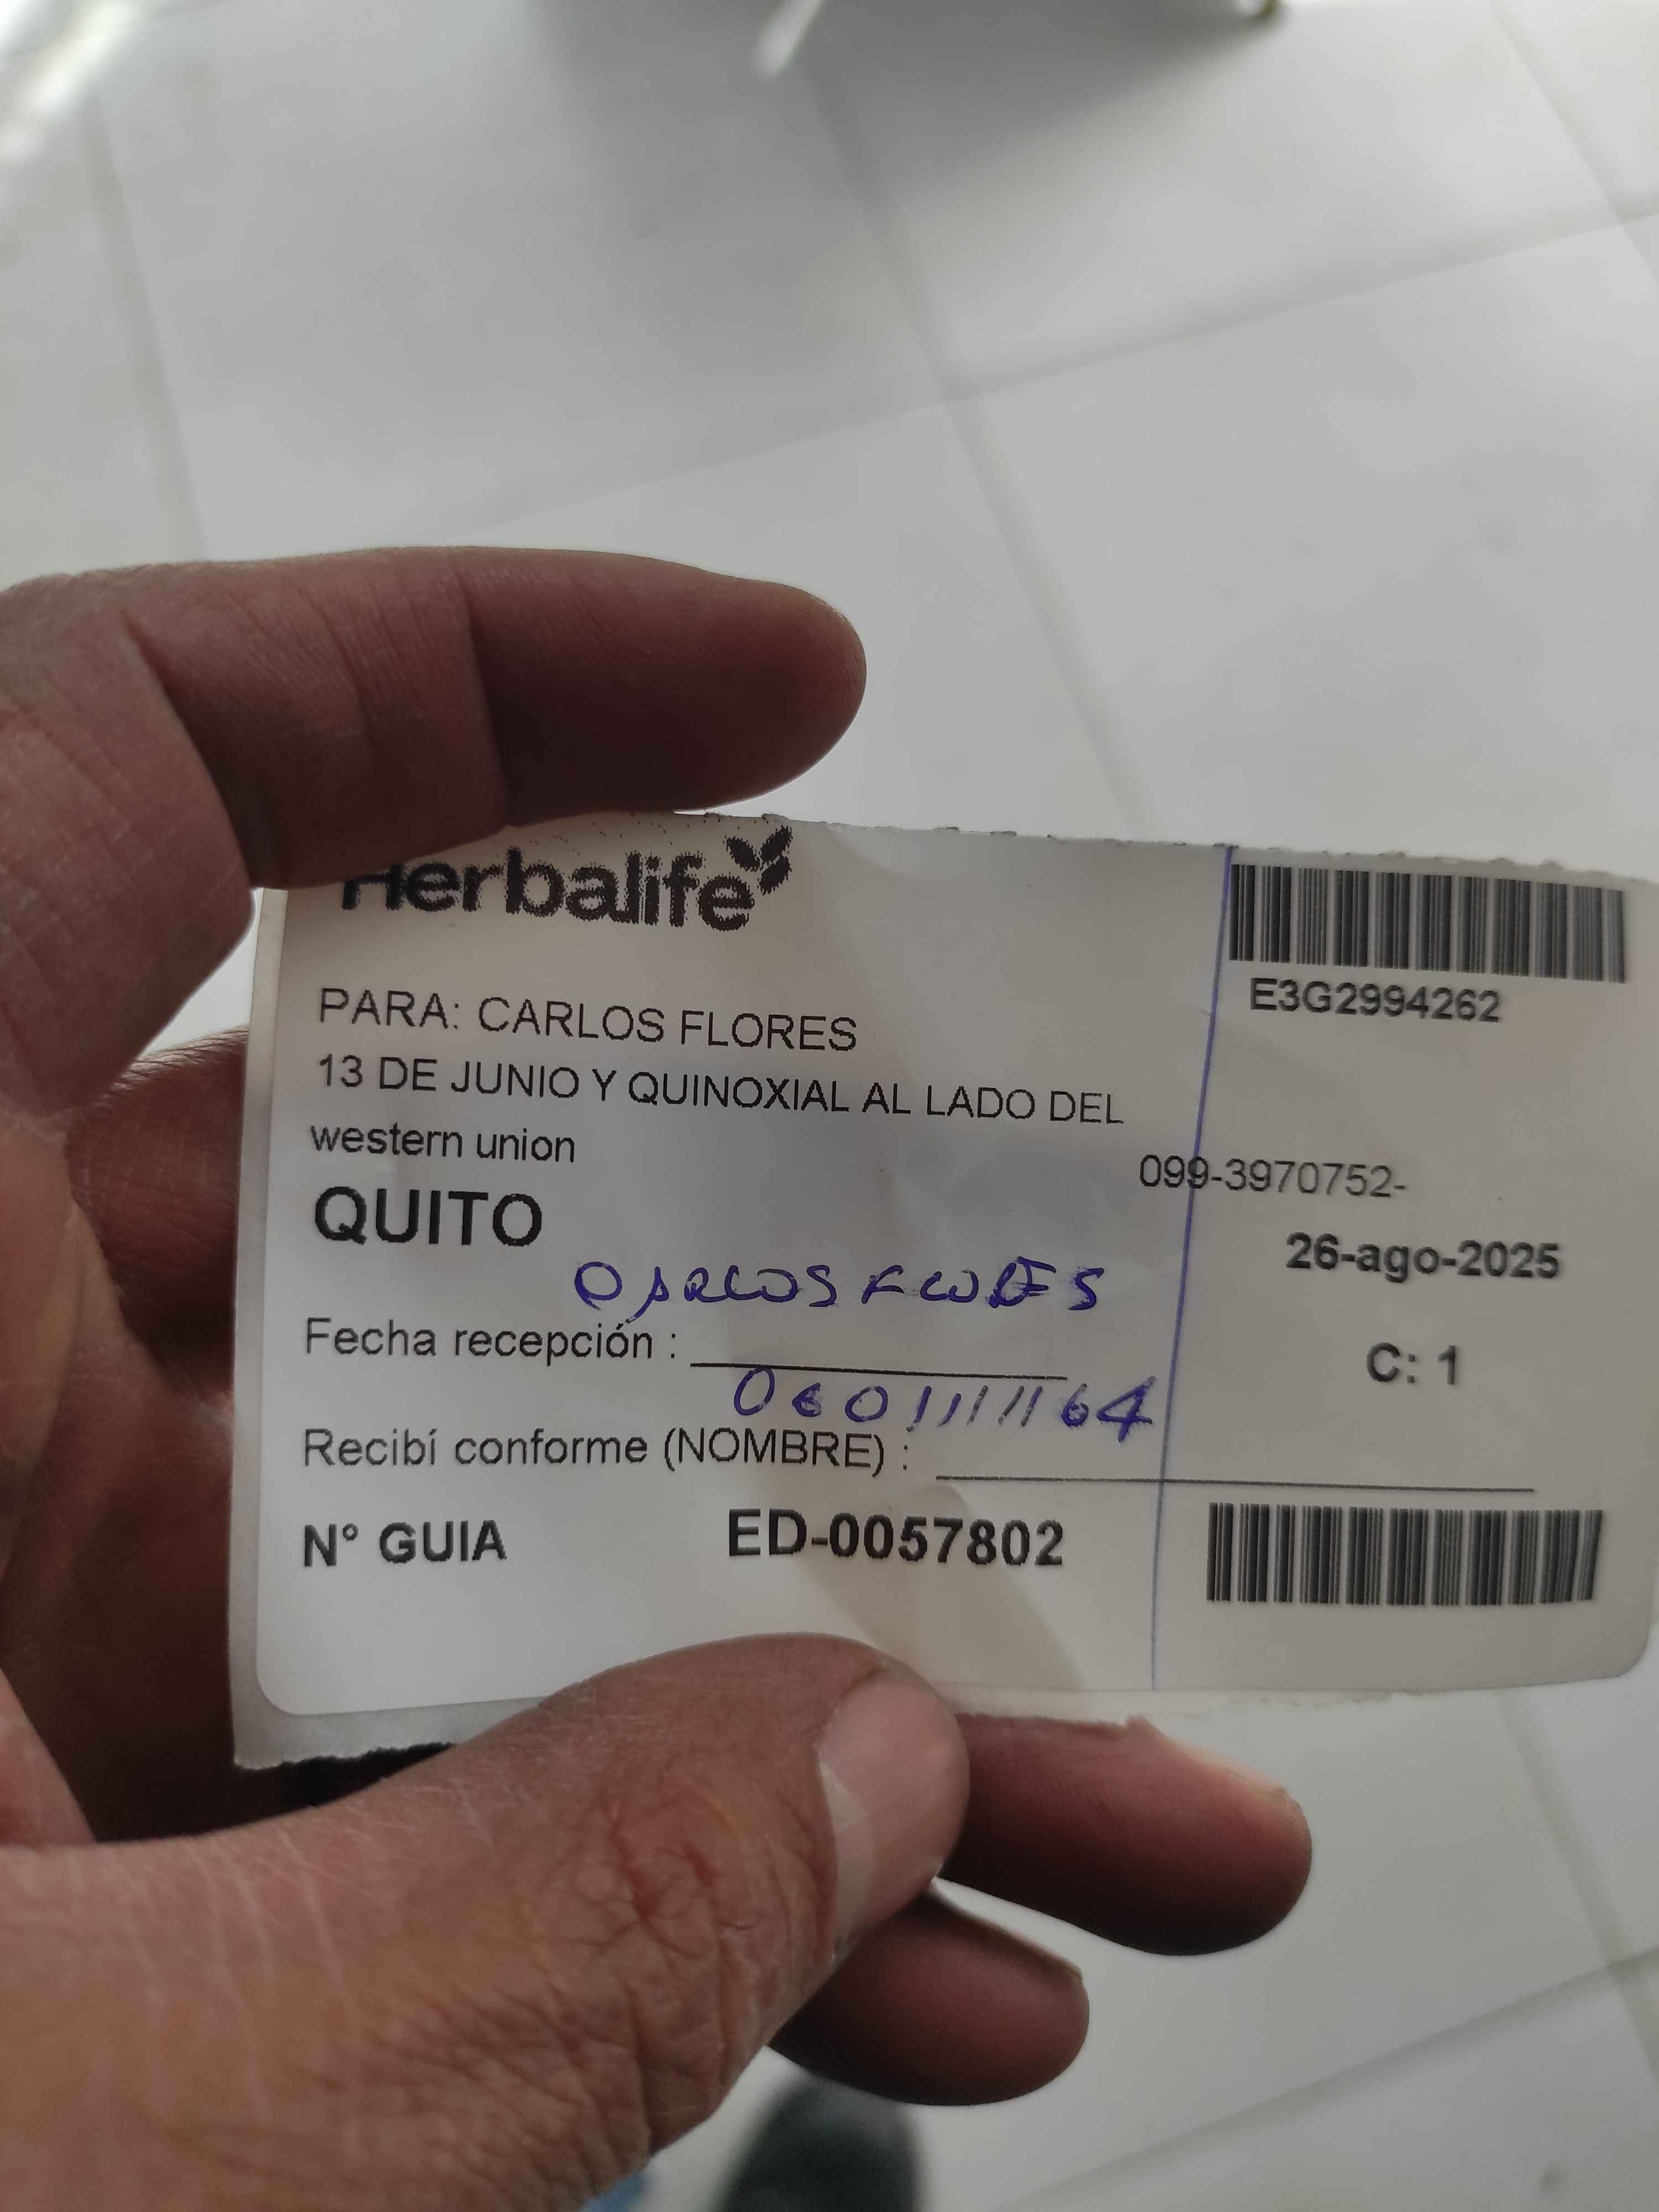 Herbalife
E3G2994262
PARA: CARLOS FLORES
13 DE JUNIO Y QUINOXIAL AL LADO DEL
western union
099-3970752-
QUITO
26-ago-2025
CARLOS FLORES
Fecha recepción :
C: 1
Recibí conforme (NOMBRE) :
N° GUIA ED-0057802